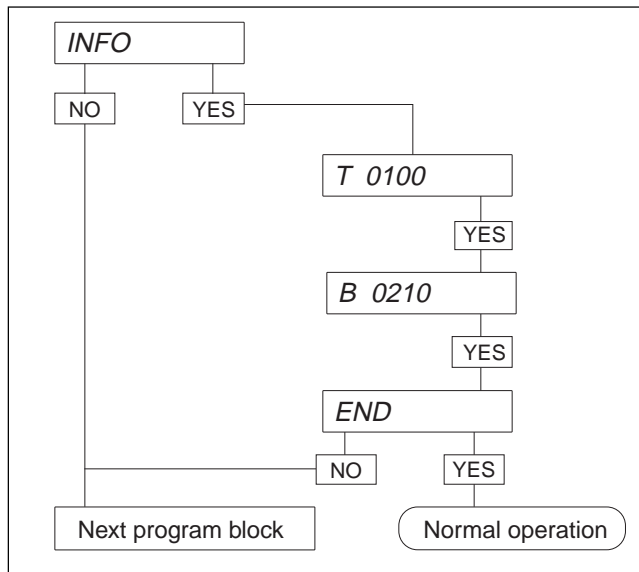 INFO
NO YES
T 0100
YES
B 0210
YES
END
NO YES
Next program block Normal operation